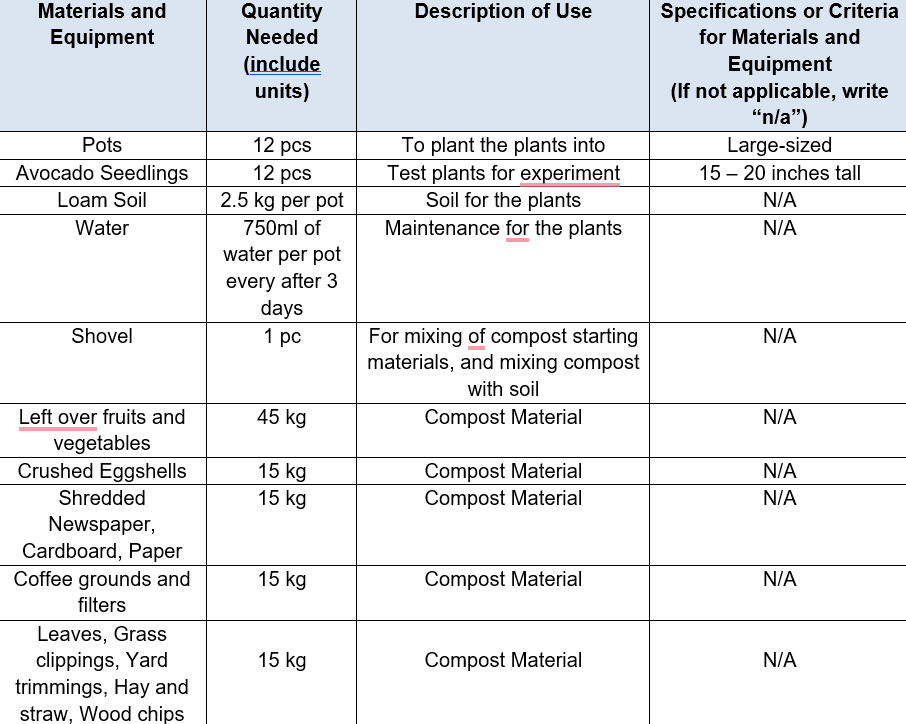 Materials and Equipment | Quantity Needed (include units) | Description of Use | Specifications or Criteria for Materials and Equipment (If not applicable, write “n/a”)
Pots | 12 pcs | To plant the plants into | Large-sized
Avocado Seedlings | 12 pcs | Test plants for experiment | 15 – 20 inches tall
Loam Soil | 2.5 kg per pot | Soil for the plants | N/A
Water | 750ml of water per pot every after 3 days | Maintenance for the plants | N/A
Shovel | 1 pc | For mixing of compost starting materials, and mixing compost with soil | N/A
Left over fruits and vegetables | 45 kg | Compost Material | N/A
Crushed Eggshells | 15 kg | Compost Material | N/A
Shredded Newspaper, Cardboard, Paper | 15 kg | Compost Material | N/A
Coffee grounds and filters | 15 kg | Compost Material | N/A
Leaves, Grass clippings, Yard trimmings, Hay and straw, Wood chips | 15 kg | Compost Material | N/A